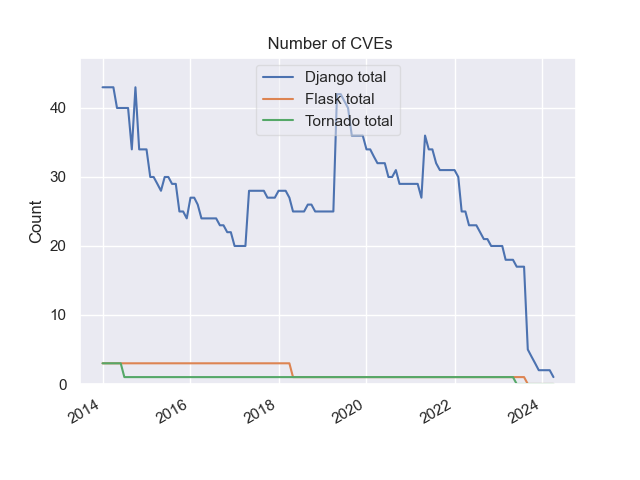 Number of CVEs
Django total
Flask total
Tornado total
Count
40
30
20
10
0
2014
2016
2018
2020
2022
2024